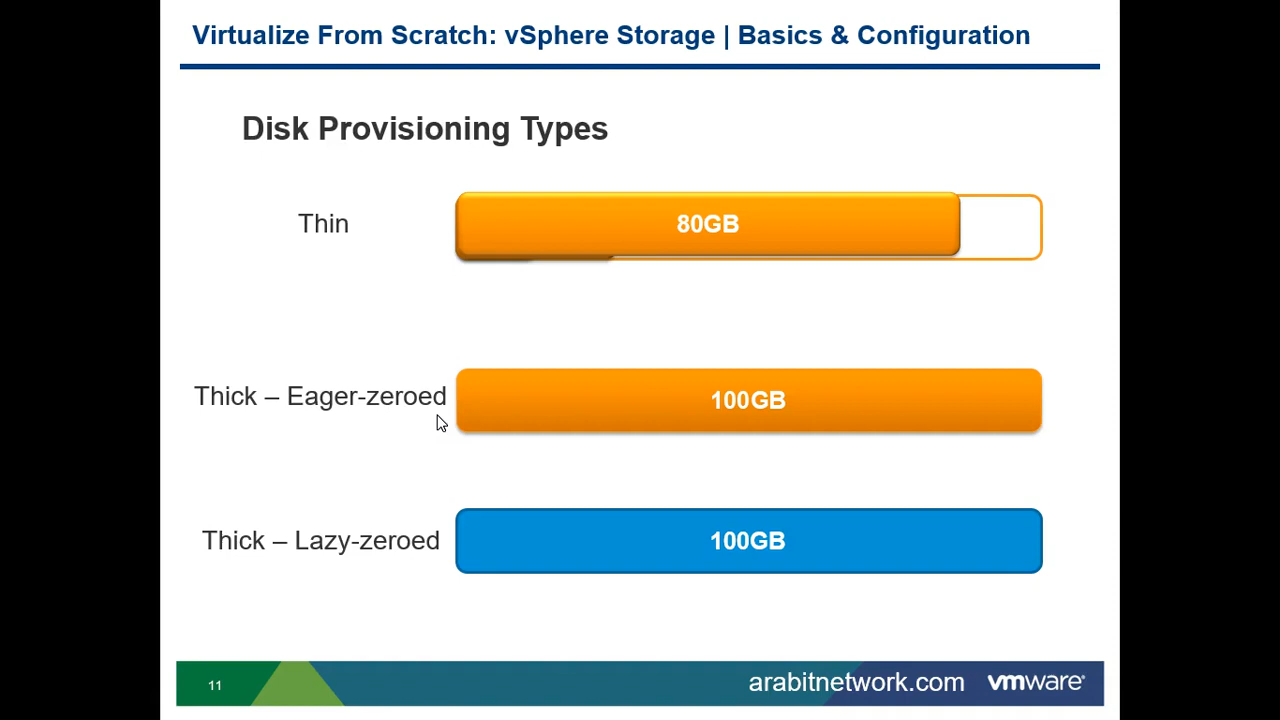 Virtualize From Scratch: vSphere Storage | Basics & Configuration
Disk Provisioning Types
Thin
80GB
Thick – Eager-zeroed
100GB
Thick – Lazy-zeroed
100GB
11
arabitnetwork.com
vmware